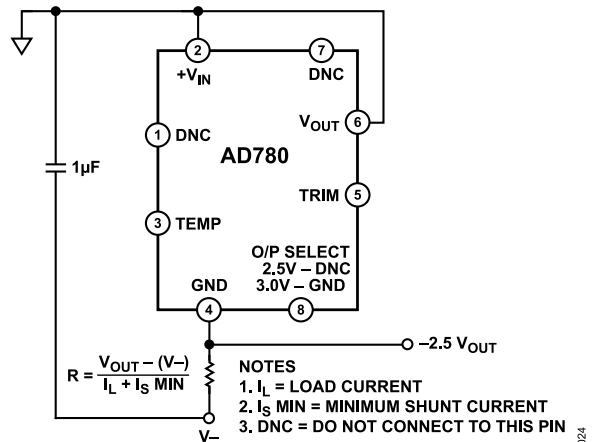 2
7
+VIN
DNC
VOUT 6
1 DNC
AD780
1µF
TRIM 5
3 TEMP
O/P SELECT
2.5V – DNC
3.0V – GND
GND
4
8
–2.5 VOUT
R = VOUT – (V–)
IL + IS MIN
V–
NOTES
1. IL = LOAD CURRENT
2. IS MIN = MINIMUM SHUNT CURRENT
3. DNC = DO NOT CONNECT TO THIS PIN
024